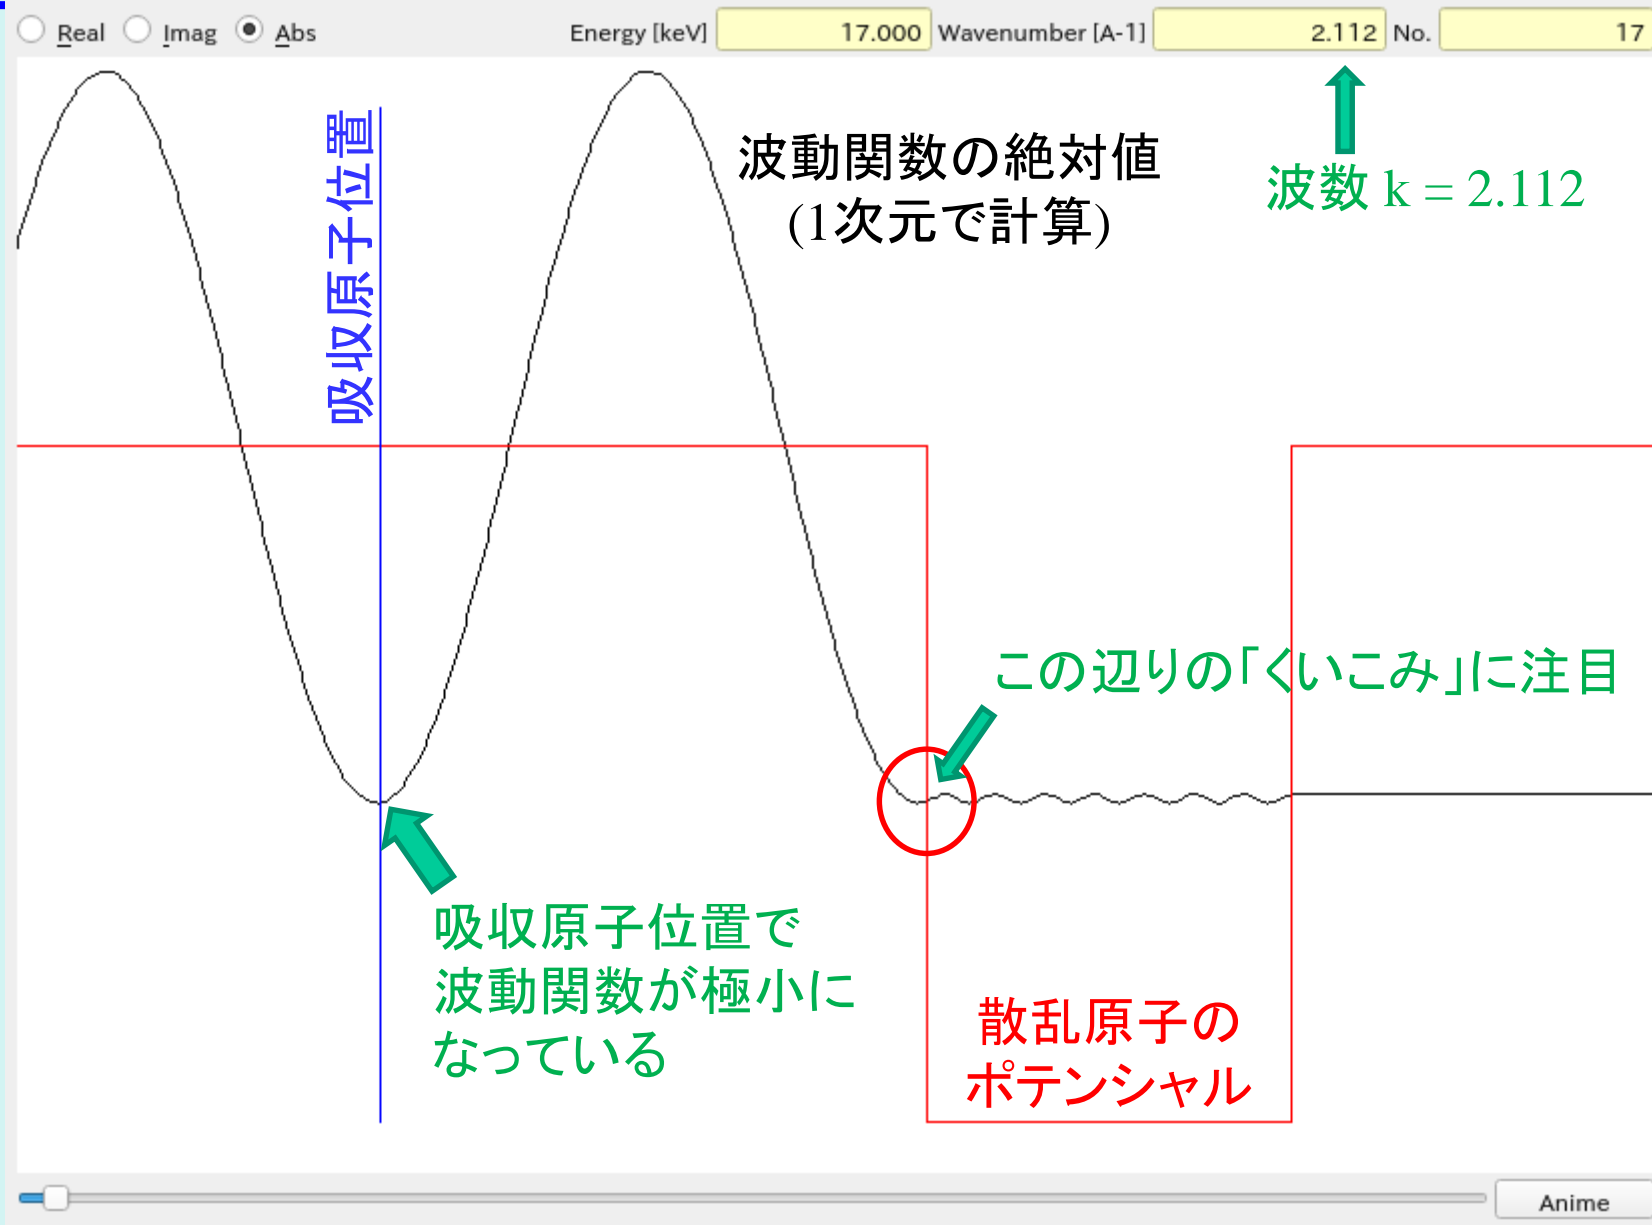 Real Imag Abs Energy [keV] 17.000 Wavenumber [A-1] 2.112 No. 17
吸収原子位置
波動関数の絶対値
(1次元で計算)
波数 k = 2.112
この辺りの「くいこみ」に注目
吸収原子位置で
波動関数が極小に
なっている
散乱原子の
ポテンシャル
Anime